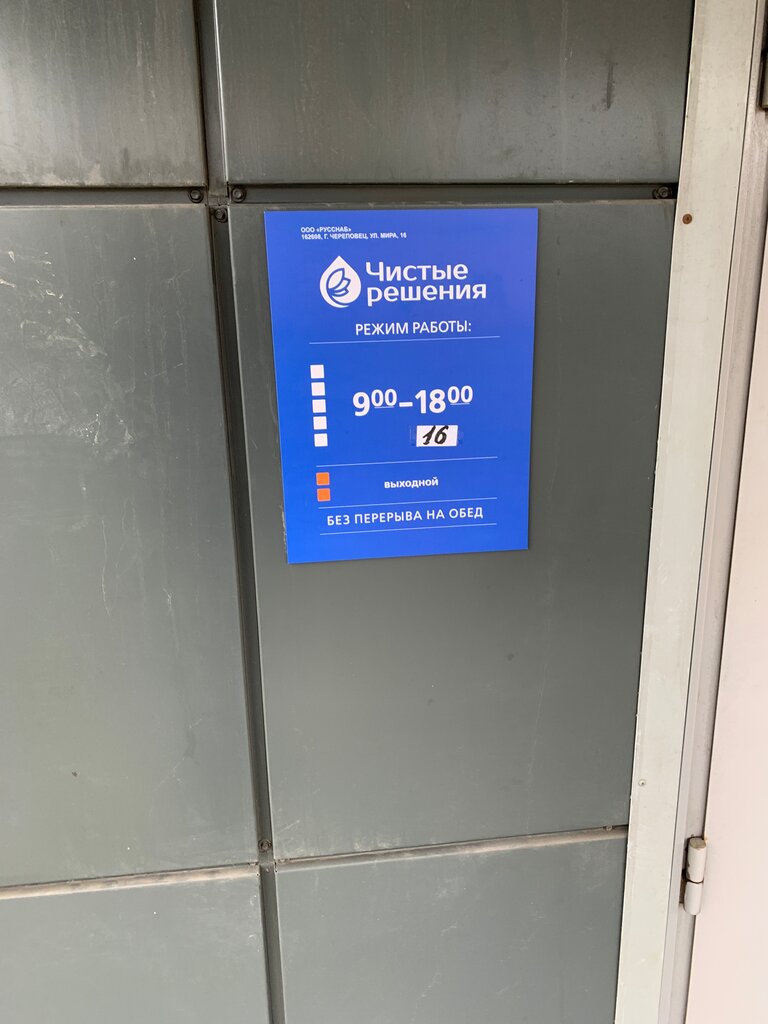 ООО «РУССНАБ»
162608, Г. ЧЕРЕПОВЕЦ, УЛ. МИРА, 16
Чистые
решения
РЕЖИМ РАБОТЫ:
9⁰⁰–18⁰⁰
16
ВЫХОДНОЙ
БЕЗ ПЕРЕРЫВА НА ОБЕД